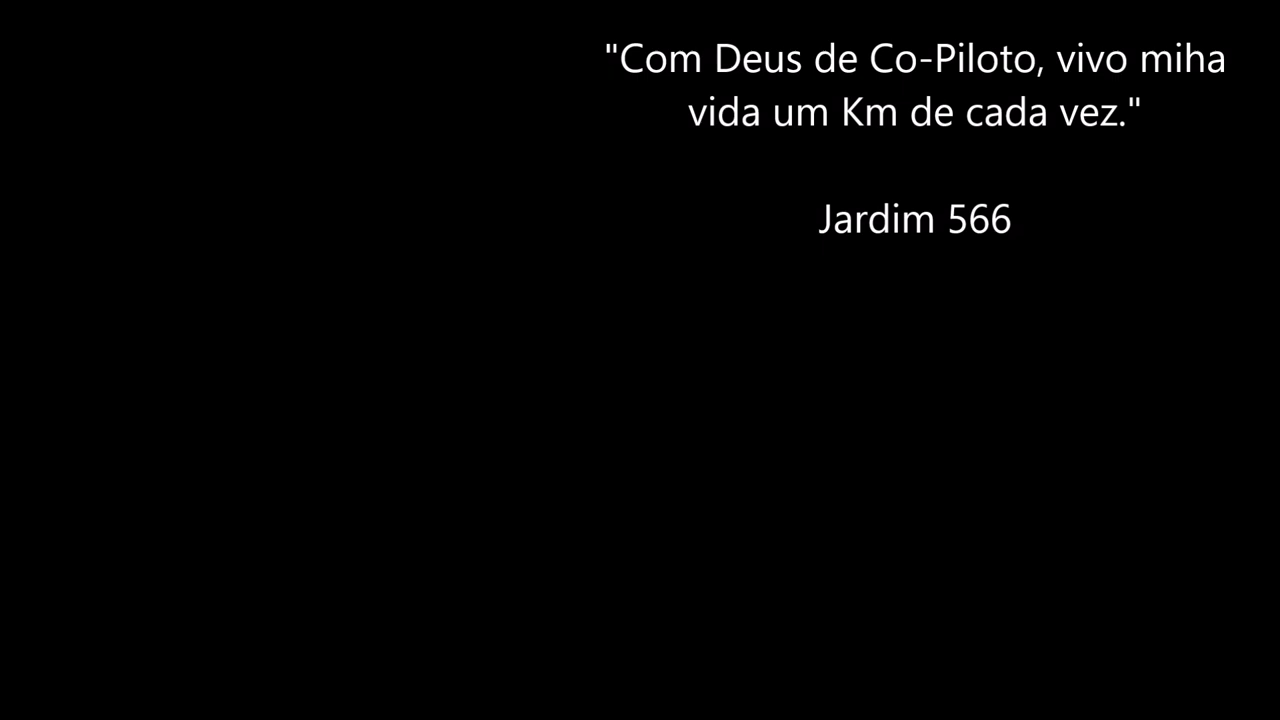 "Com Deus de Co-Piloto, vivo miha
vida um Km de cada vez."
Jardim 566